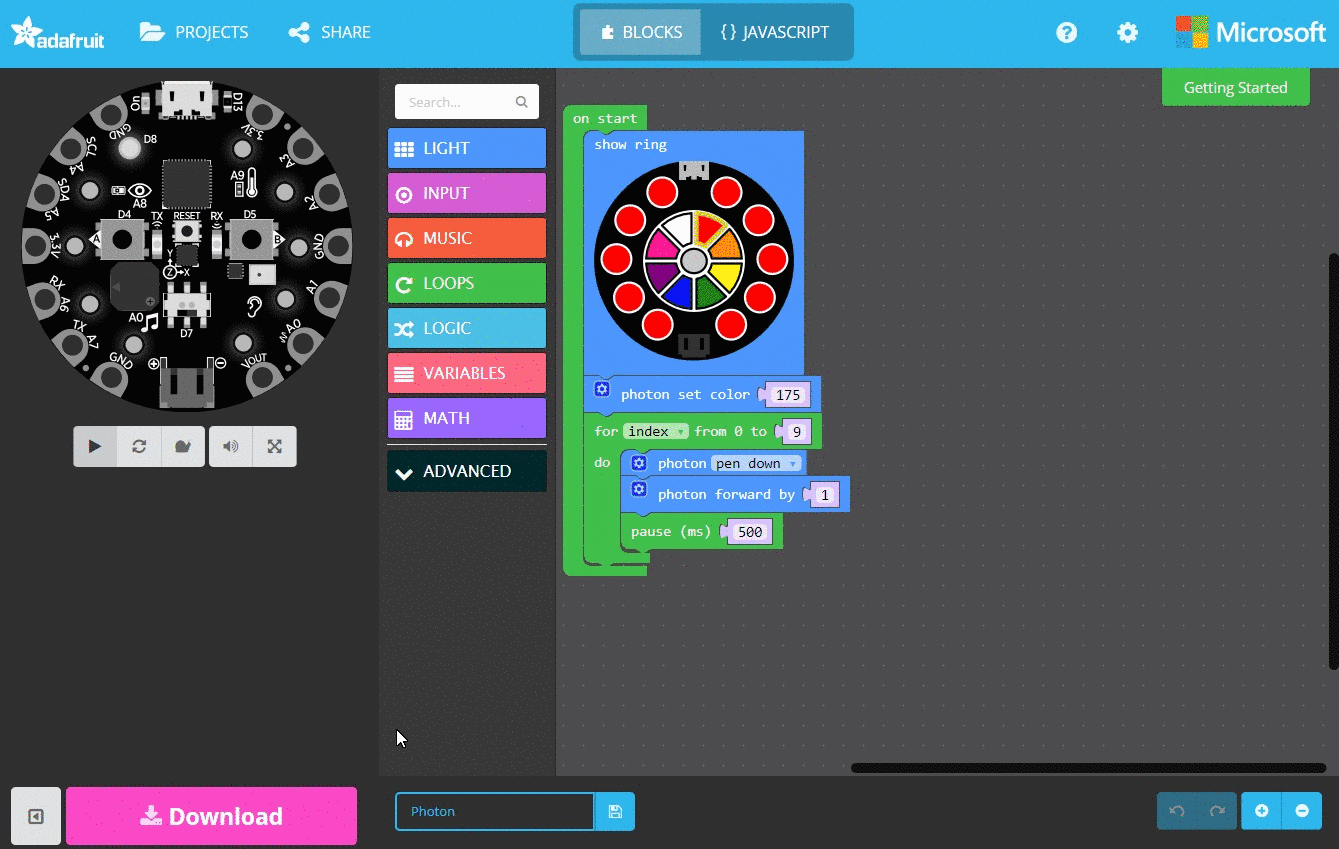 adafruit
PROJECTS
SHARE
BLOCKS
{ } JAVASCRIPT
?
Microsoft
Getting Started
Search...
LIGHT
INPUT
MUSIC
LOOPS
LOGIC
VARIABLES
MATH
ADVANCED
on start
show ring
photon set color 175
for index from 0 to 9
do photon pen down
photon forward by 1
pause (ms) 500
ON
D13
GND
3.3V
D8
SCL
A4
A3
SDA
A5
A8
A9
A2
D4
TX
RESET
RX
D5
3.3V
A
B
GND
Y
Z
X
RX
A6
A1
A0
D7
TX
A7
A0
GND
VOUT
Download
Photon